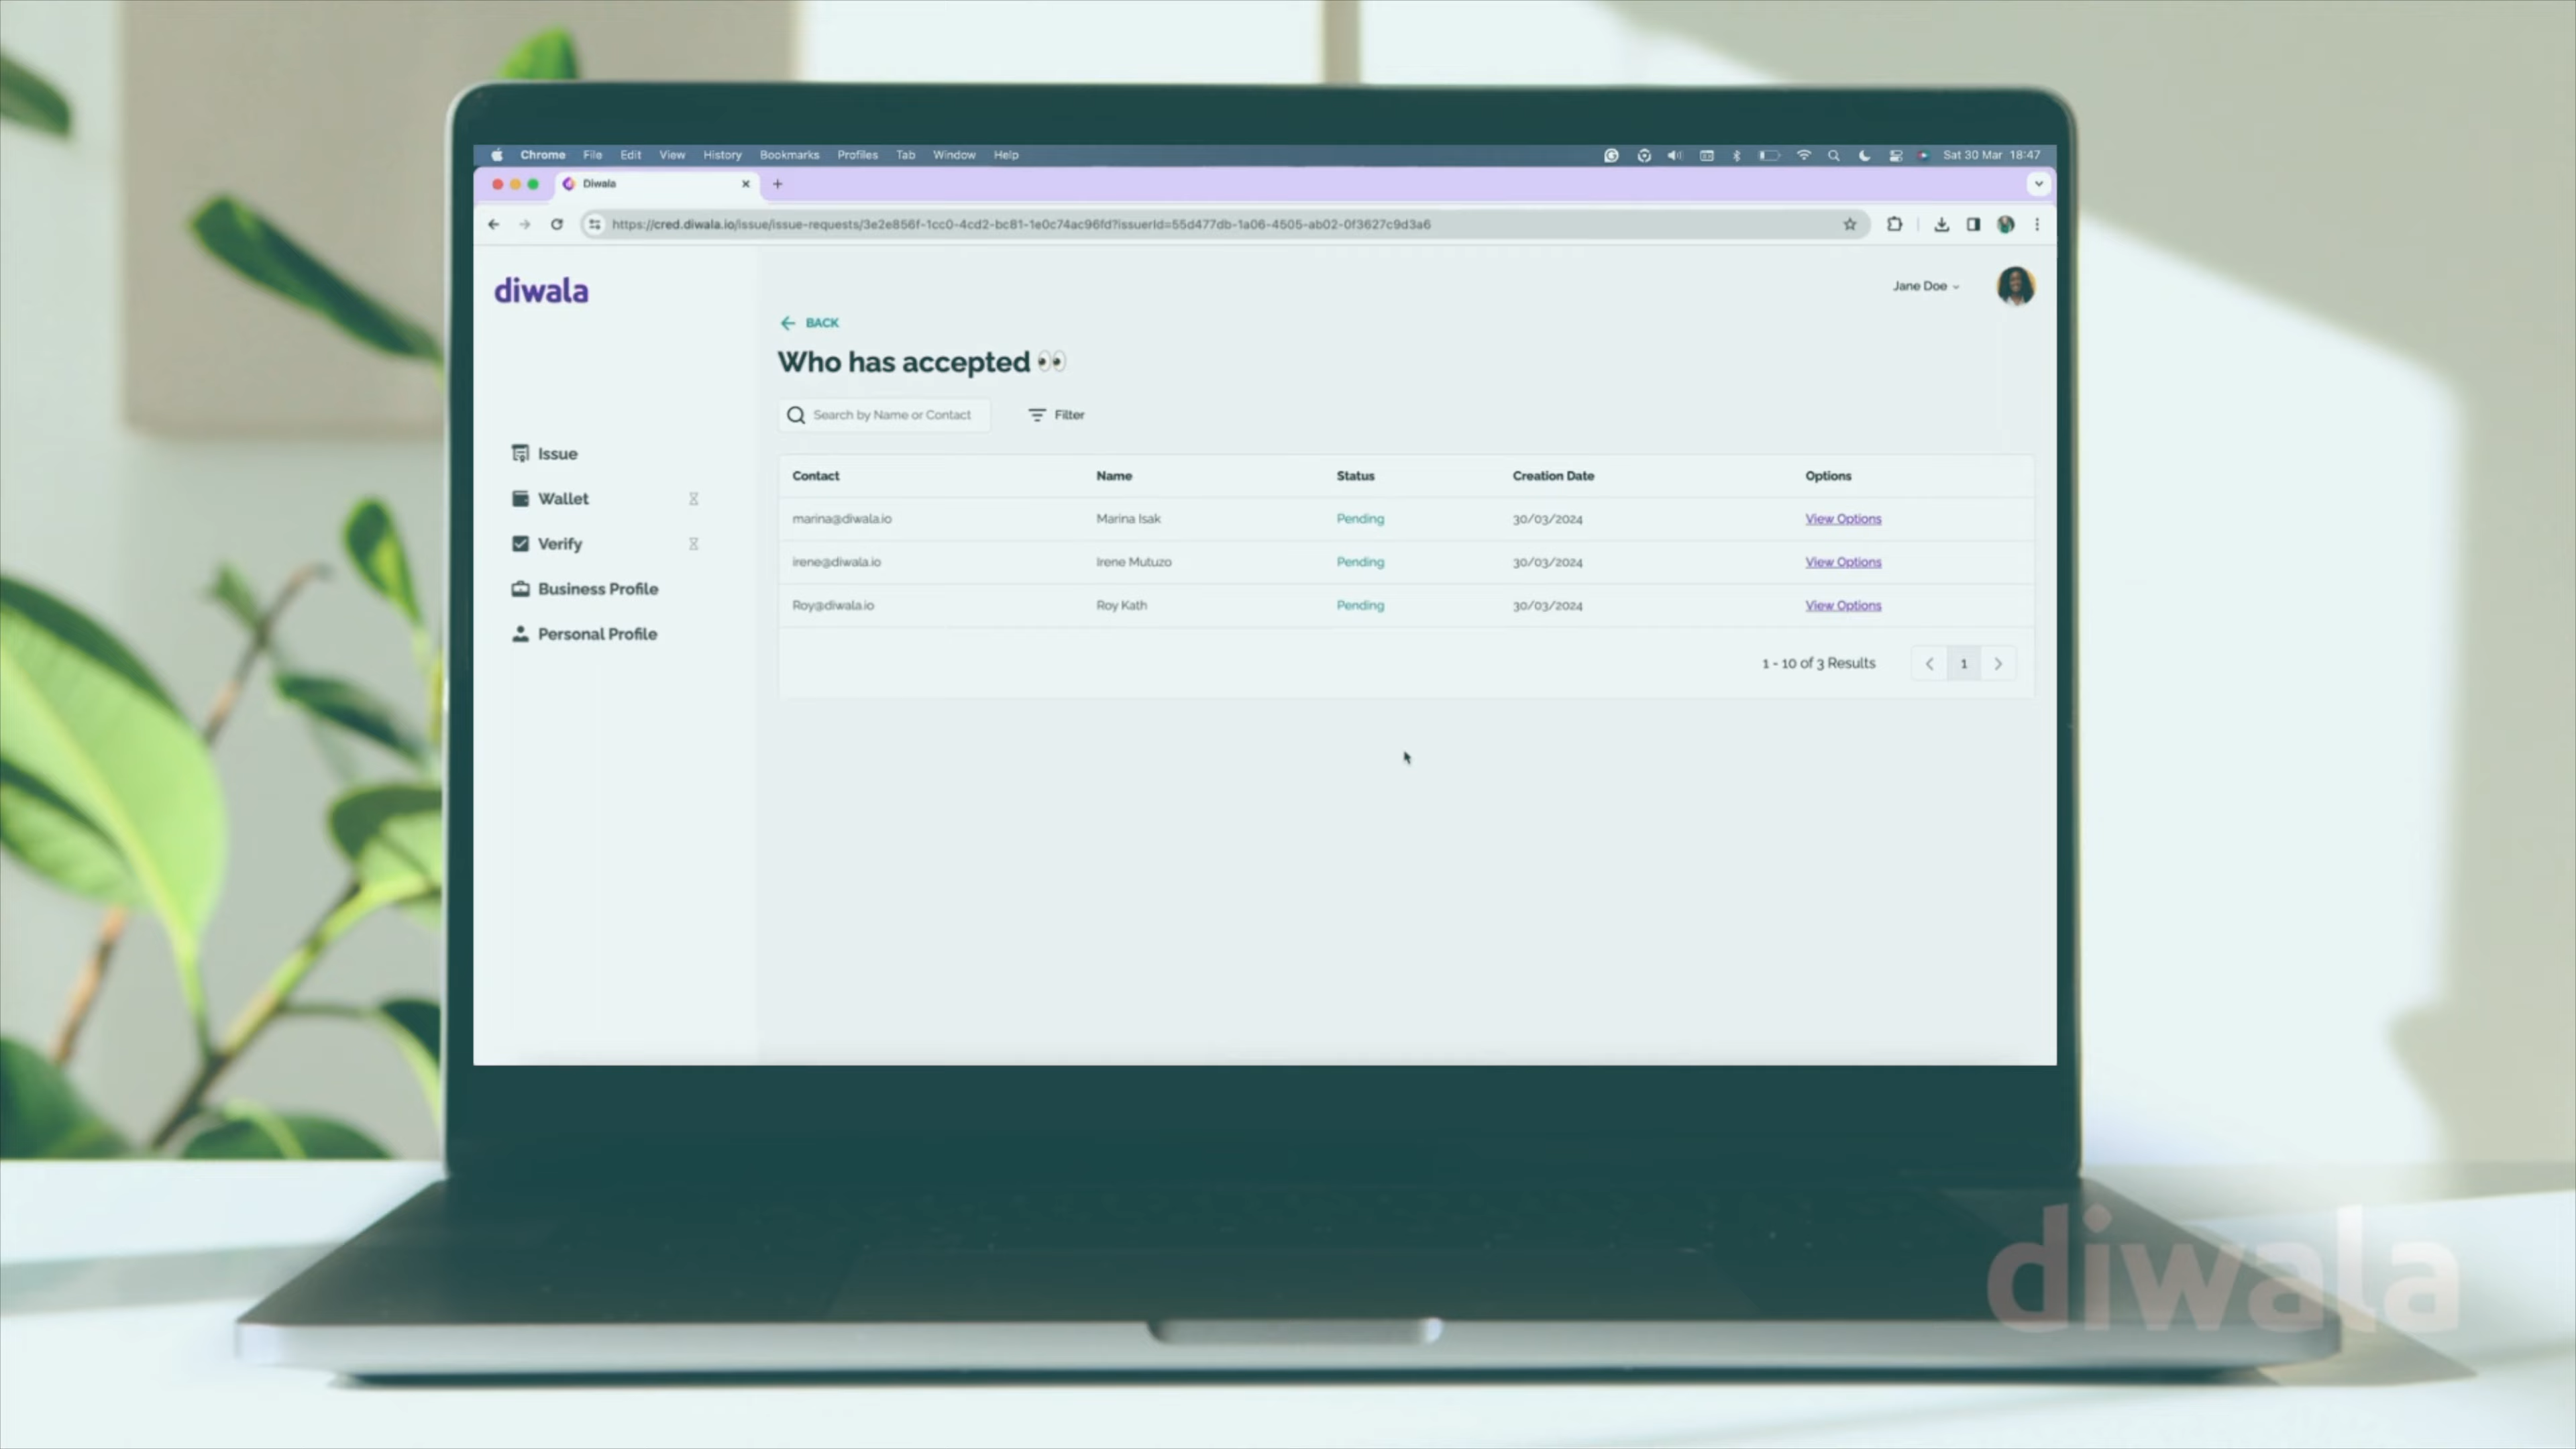 Chrome File Edit View History Bookmarks Profiles Tab Window Help Sat 30 Mar 18:47
Diwala
https://cred.diwala.io/issue/issue-requests/3e2e856f-1cc0-4cd2-bc81-1e0c74ac96fd?issuerId=55d477db-1a06-4505-ab02-0f3627c9d3a6
diwala
Jane Doe
BACK
Who has accepted 👀
Search by Name or Contact Filter
Issue
Wallet
Verify
Business Profile
Personal Profile
Contact Name Status Creation Date Options
marina@diwala.io Marina Isak Pending 30/03/2024 View Options
irene@diwala.io Irene Mutuzo Pending 30/03/2024 View Options
Roy@diwala.io Roy Kath Pending 30/03/2024 View Options
1 - 10 of 3 Results 1
diwala